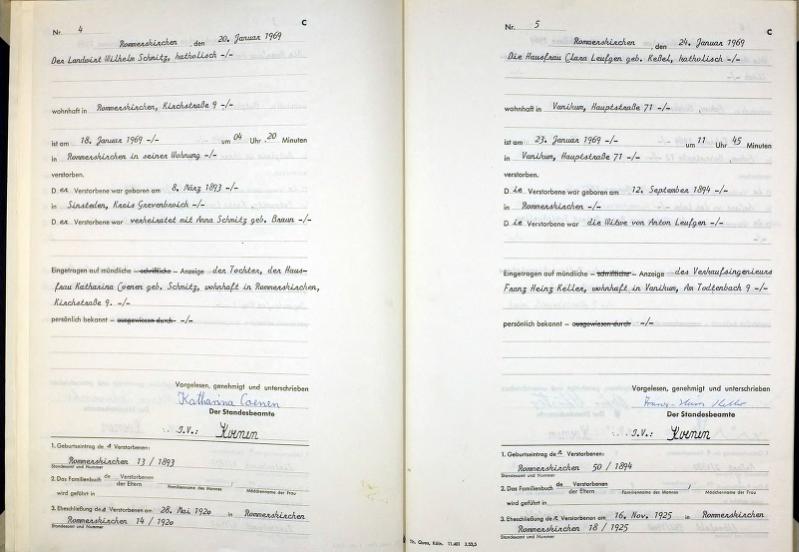 Nr. 4
C
Rommerskirchen, den 20. Januar 1969
Der Landwirt Wilhelm Schmitz, katholisch -/-
wohnhaft in Rommerskirchen, Kirchstraße 9 -/-
ist am 18. Januar 1969 -/- um 04 Uhr 20 Minuten
in Rommerskirchen in seiner Wohnung -/-
verstorben.
D er Verstorbene war geboren am 8. März 1893 -/-
in Sinsteden, Kreis Grevenbroich -/-
D er Verstorbene war verheiratet mit Anna Schmitz geb. Braun -/-
Eingetragen auf mündliche - schriftliche - Anzeige der Tochter, der Haus-
frau Katharina Coenen geb. Schmitz, wohnhaft in Rommerskirchen,
Kirchstraße 9. -/-
persönlich bekannt - ausgewiesen durch -/-
Vorgelesen, genehmigt und unterschrieben
Katharina Coenen
Der Standesbeamte
I.V.: Koenen
1. Geburtseintrag des Verstorbenen:
Rommerskirchen 13 / 1893
Standesamt und Nummer
2. Das Familienbuch de Verstorbenen
der Eltern
Familienname des Mannes / Mädchenname der Frau
wird geführt in
3. Eheschließung des Verstorbenen am 28. Mai 1920 in Rommerskirchen
Rommerskirchen 14 / 1920
Standesamt und Nummer
Nr. 5
C
Rommerskirchen, den 24. Januar 1969
Die Hausfrau Clara Leufgen geb. Keßel, katholisch -/-
wohnhaft in Vanikum, Hauptstraße 71 -/-
ist am 23. Januar 1969 -/- um 11 Uhr 45 Minuten
in Vanikum, Hauptstraße 71 -/-
verstorben.
D ie Verstorbene war geboren am 12. September 1894 -/-
in Rommerskirchen -/-
D ie Verstorbene war die Witwe von Anton Leufgen -/-
-/-
Eingetragen auf mündliche - schriftliche - Anzeige des Verkaufsingenieurs
Franz Heinz Keller, wohnhaft in Vanikum, Am Todtenbach 9 -/-
persönlich bekannt - ausgewiesen durch -/-
Vorgelesen, genehmigt und unterschrieben
Franz-Heinz Keller
Der Standesbeamte
I.V.: Koenen
1. Geburtseintrag der Verstorbenen:
Rommerskirchen 50 / 1894
Standesamt und Nummer
2. Das Familienbuch de Verstorbenen
der Eltern
Familienname des Mannes / Mädchenname der Frau
wird geführt in
3. Eheschließung der Verstorbenen am 16. Nov. 1925 in Rommerskirchen
Rommerskirchen 18 / 1925
Standesamt und Nummer